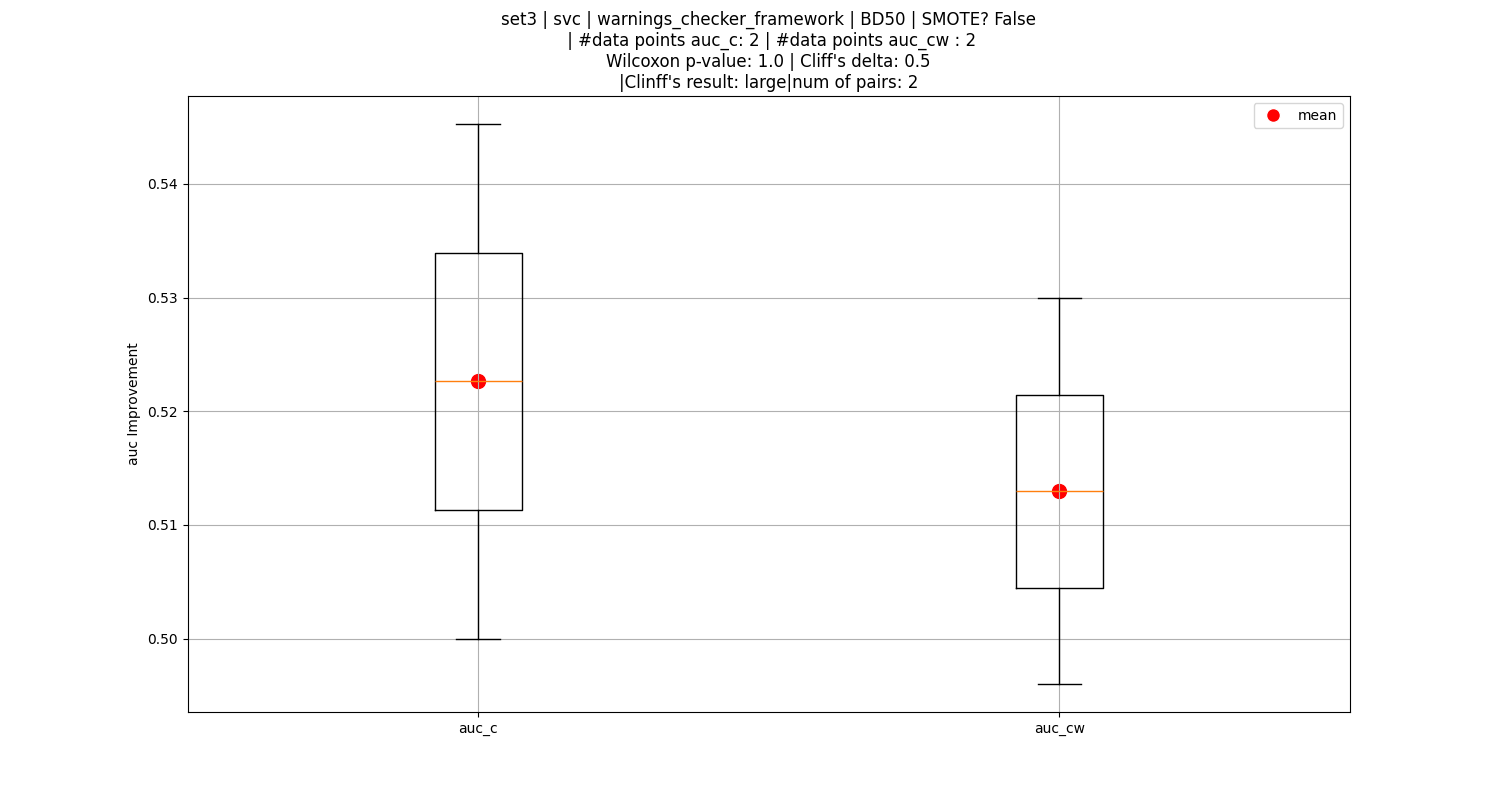 set3 | svc | warnings_checker_framework | BD50 | SMOTE? False
| #data points auc_c: 2 | #data points auc_cw : 2
Wilcoxon p-value: 1.0 | Cliff's delta: 0.5
|Clinff's result: large|num of pairs: 2
mean
0.54
0.53
0.52
0.51
0.50
auc Improvement
auc_c
auc_cw